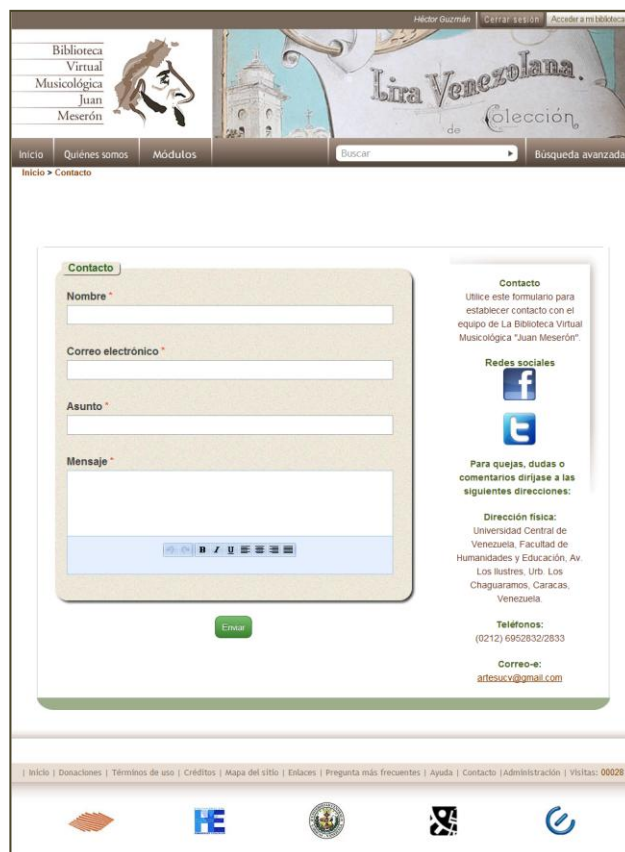 Héctor Guzmán Cerrar sesión Acceder a mi biblioteca
Biblioteca
Virtual
Musicológica
Juan
Meserón
Lira Venezolana.
de Colección
Inicio Quiénes somos Módulos Buscar Búsqueda avanzada
Inicio > Contacto
Contacto
Nombre *
Correo electrónico *
Asunto *
Mensaje *
B I U
Enviar
Contacto
Utilice este formulario para
establecer contacto con el
equipo de La Biblioteca Virtual
Musicológica "Juan Meserón".
Redes sociales
f
t
Para quejas, dudas o
comentarios diríjase a las
siguientes direcciones:
Dirección física:
Universidad Central de
Venezuela, Facultad de
Humanidades y Educación, Av.
Los Ilustres, Urb. Los
Chaguaramos, Caracas,
Venezuela.
Teléfonos:
(0212) 6952832/2833
Correo-e:
artesucv@gmail.com
| Inicio | Donaciones | Términos de uso | Créditos | Mapa del sitio | Enlaces | Pregunta más frecuentes | Ayuda | Contacto |Administración | Visitas: 00028
HE